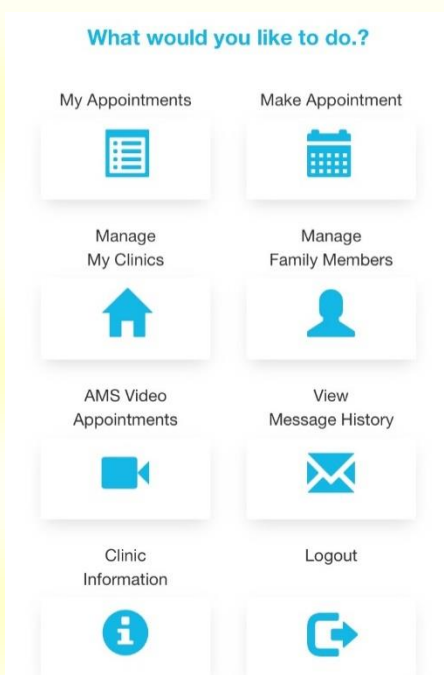 What would you like to do.?
My Appointments
Make Appointment
Manage
My Clinics
Manage
Family Members
AMS Video
Appointments
View
Message History
Clinic
Information
Logout